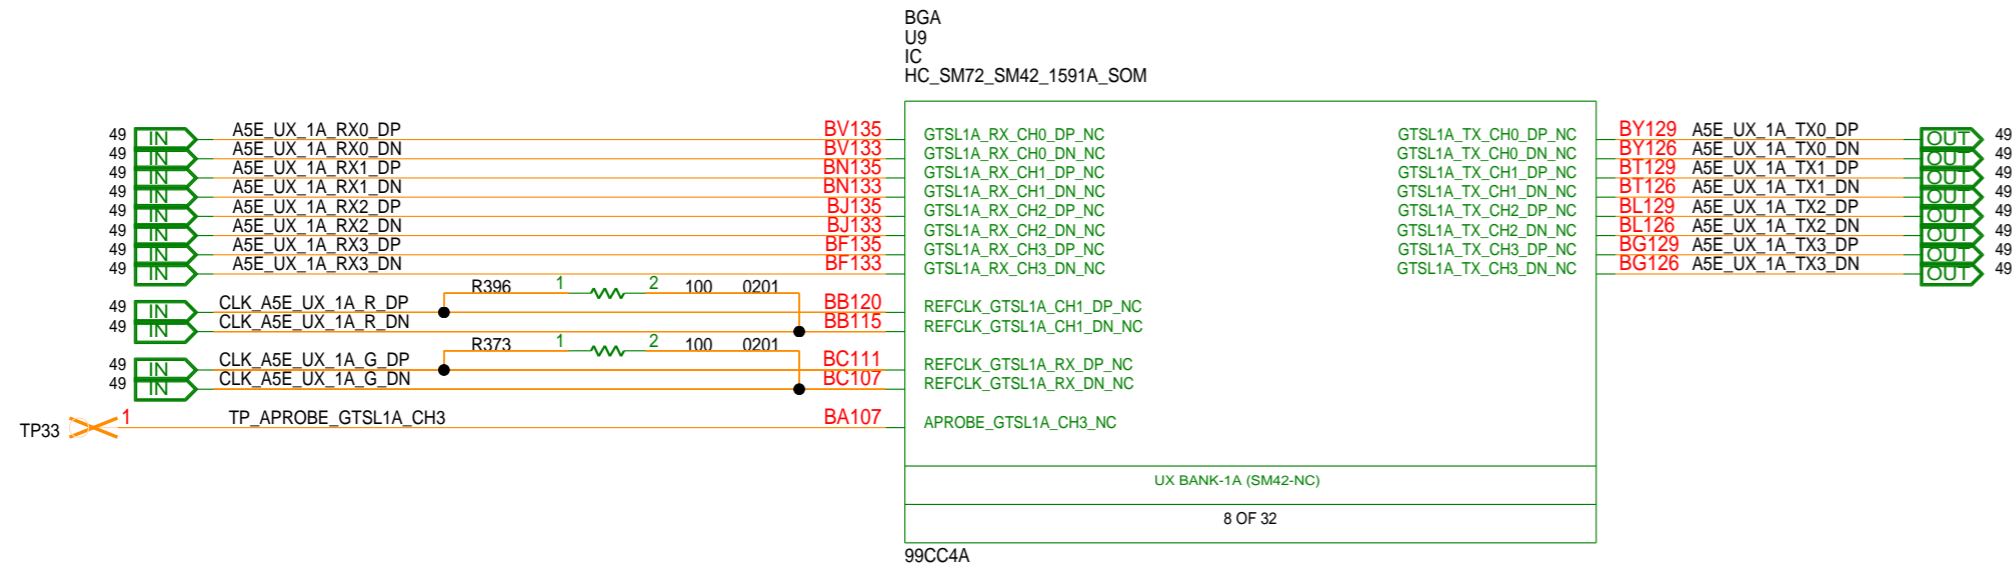 BGA
U9
IC
HC_SM72_SM42_1591A_SOM
49 IN A5E_UX_1A_RX0_DP BV135 GTSL1A_RX_CH0_DP_NC GTSL1A_TX_CH0_DP_NC BY129 A5E_UX_1A_TX0_DP OUT 49
49 IN A5E_UX_1A_RX0_DN BV133 GTSL1A_RX_CH0_DN_NC GTSL1A_TX_CH0_DN_NC BY126 A5E_UX_1A_TX0_DN OUT 49
49 IN A5E_UX_1A_RX1_DP BN135 GTSL1A_RX_CH1_DP_NC GTSL1A_TX_CH1_DP_NC BT129 A5E_UX_1A_TX1_DP OUT 49
49 IN A5E_UX_1A_RX1_DN BN133 GTSL1A_RX_CH1_DN_NC GTSL1A_TX_CH1_DN_NC BT126 A5E_UX_1A_TX1_DN OUT 49
49 IN A5E_UX_1A_RX2_DP BJ135 GTSL1A_RX_CH2_DP_NC GTSL1A_TX_CH2_DP_NC BL129 A5E_UX_1A_TX2_DP OUT 49
49 IN A5E_UX_1A_RX2_DN BJ133 GTSL1A_RX_CH2_DN_NC GTSL1A_TX_CH2_DN_NC BL126 A5E_UX_1A_TX2_DN OUT 49
49 IN A5E_UX_1A_RX3_DP BF135 GTSL1A_RX_CH3_DP_NC GTSL1A_TX_CH3_DP_NC BG129 A5E_UX_1A_TX3_DP OUT 49
49 IN A5E_UX_1A_RX3_DN BF133 GTSL1A_RX_CH3_DN_NC GTSL1A_TX_CH3_DN_NC BG126 A5E_UX_1A_TX3_DN OUT 49
R396 1 2 100 0201
49 IN CLK_A5E_UX_1A_R_DP BB120 REFCLK_GTSL1A_CH1_DP_NC
49 IN CLK_A5E_UX_1A_R_DN BB115 REFCLK_GTSL1A_CH1_DN_NC
R373 1 2 100 0201
49 IN CLK_A5E_UX_1A_G_DP BC111 REFCLK_GTSL1A_RX_DP_NC
49 IN CLK_A5E_UX_1A_G_DN BC107 REFCLK_GTSL1A_RX_DN_NC
TP33 1 TP_APROBE_GTSL1A_CH3 BA107 APROBE_GTSL1A_CH3_NC
UX BANK-1A (SM42-NC)
8 OF 32
99CC4A